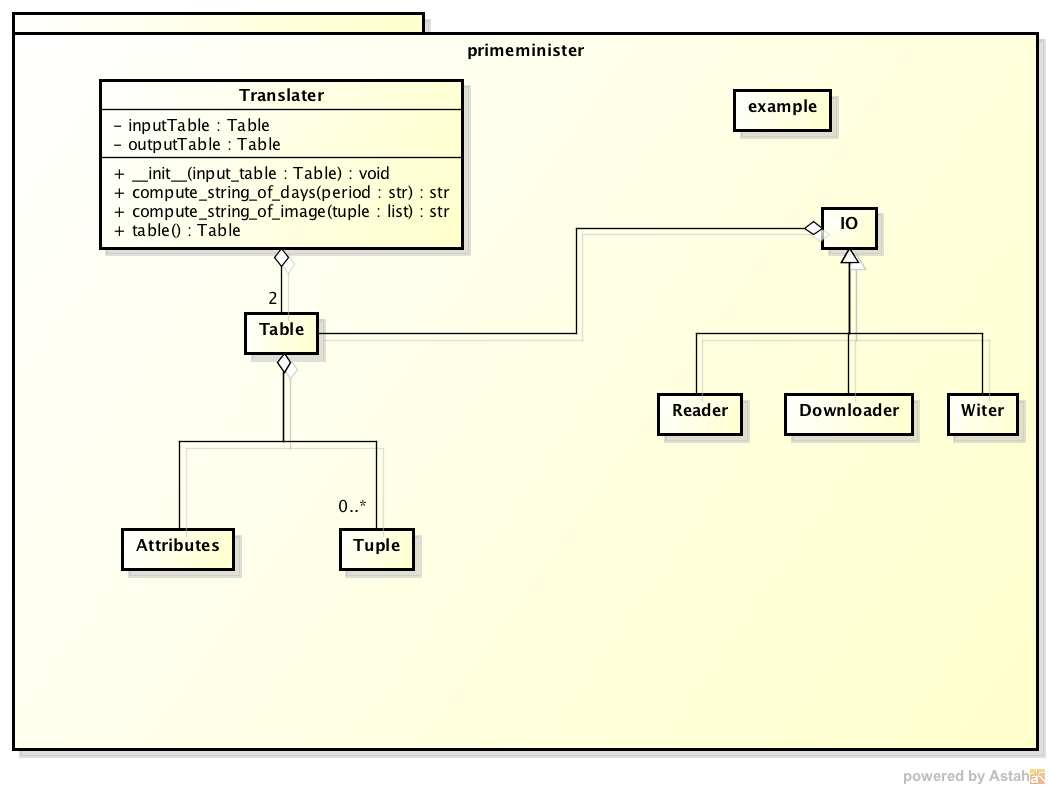 primeminister
Translater
- inputTable : Table
- outputTable : Table
+ __init__(input_table : Table) : void
+ compute_string_of_days(period : str) : str
+ compute_string_of_image(tuple : list) : str
+ table() : Table
example
IO
2
Table
Reader
Downloader
Witer
0..*
Attributes
Tuple
powered by Astah